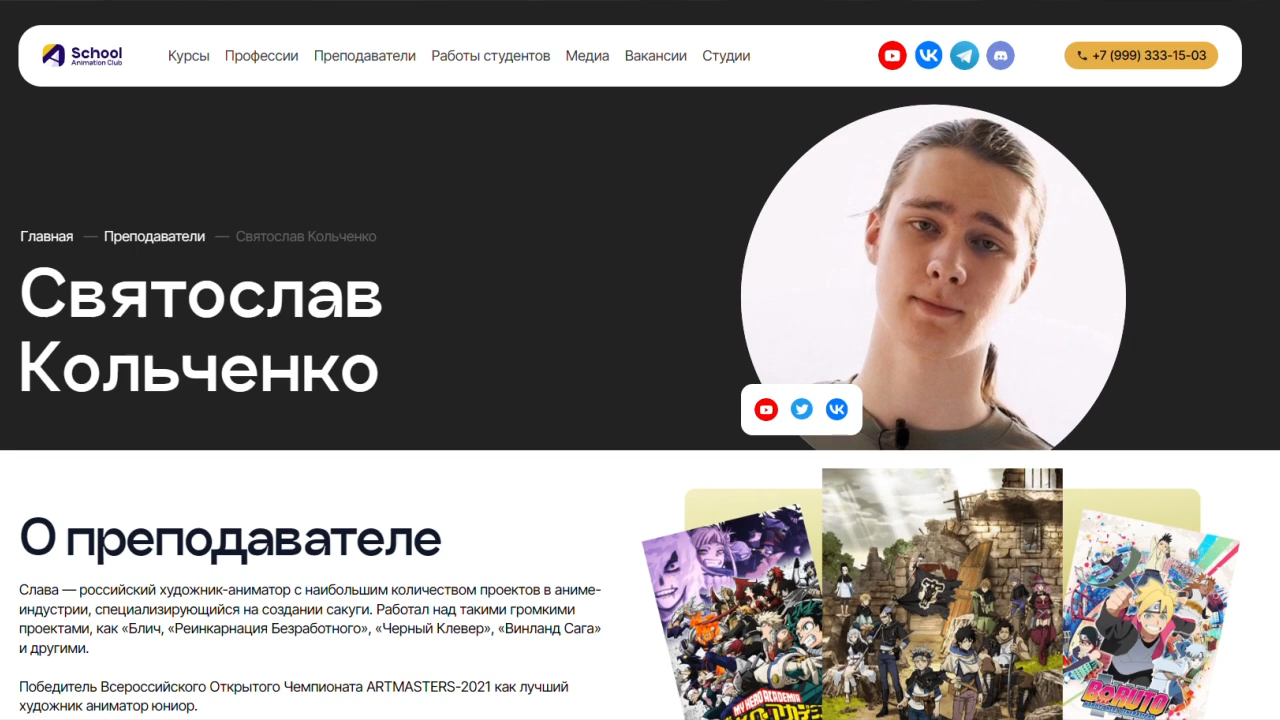 School
Animation Club
Курсы Профессии Преподаватели Работы студентов Медиа Вакансии Студии
+7 (999) 333-15-03
Главная — Преподаватели — Святослав Кольченко
Святослав
Кольченко
О преподавателе
Слава — российский художник-аниматор с наибольшим количеством проектов в аниме-
индустрии, специализирующийся на создании сакуги. Работал над такими громкими
проектами, как «Блич, «Реинкарнация Безработного», «Черный Клевер», «Винланд Сага»
и другими.
Победитель Всероссийского Открытого Чемпионата ARTMASTERS-2021 как лучший
художник аниматор юниор.
MY HERO ACADEMIA
BORUTO